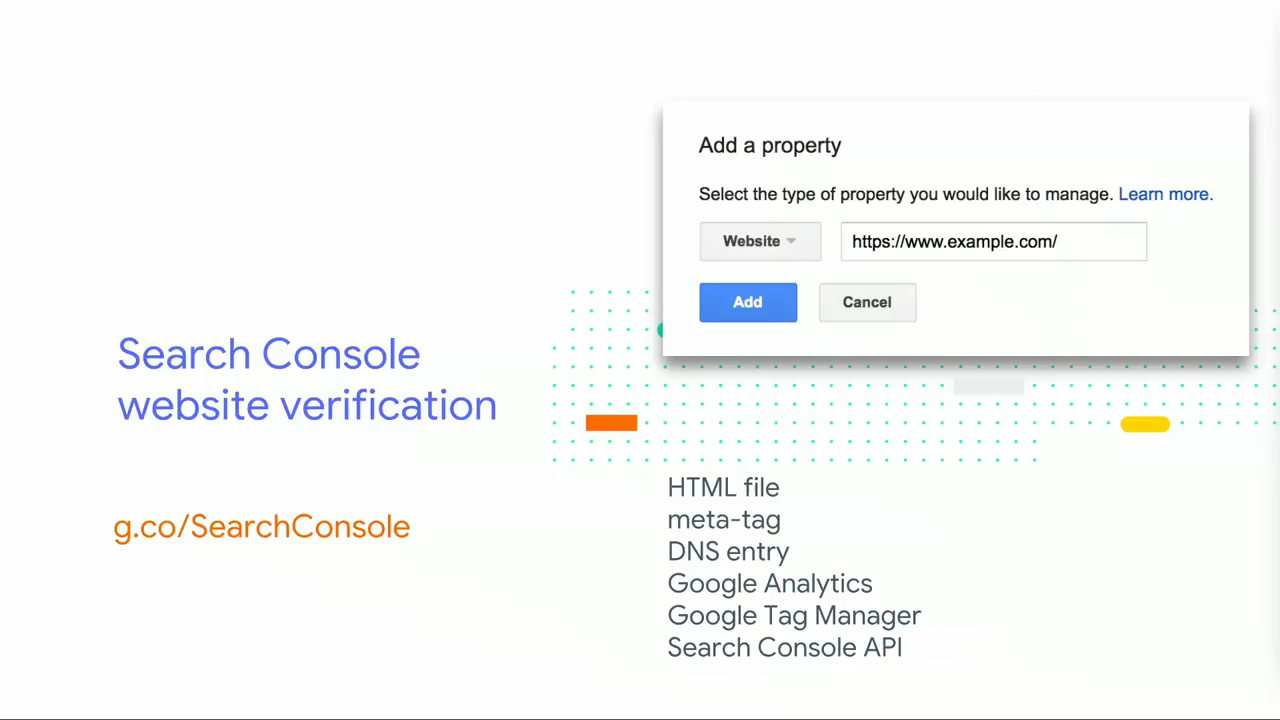 Add a property
Select the type of property you would like to manage. Learn more.
Website https://www.example.com/
Add Cancel
Search Console
website verification
g.co/SearchConsole
HTML file
meta-tag
DNS entry
Google Analytics
Google Tag Manager
Search Console API